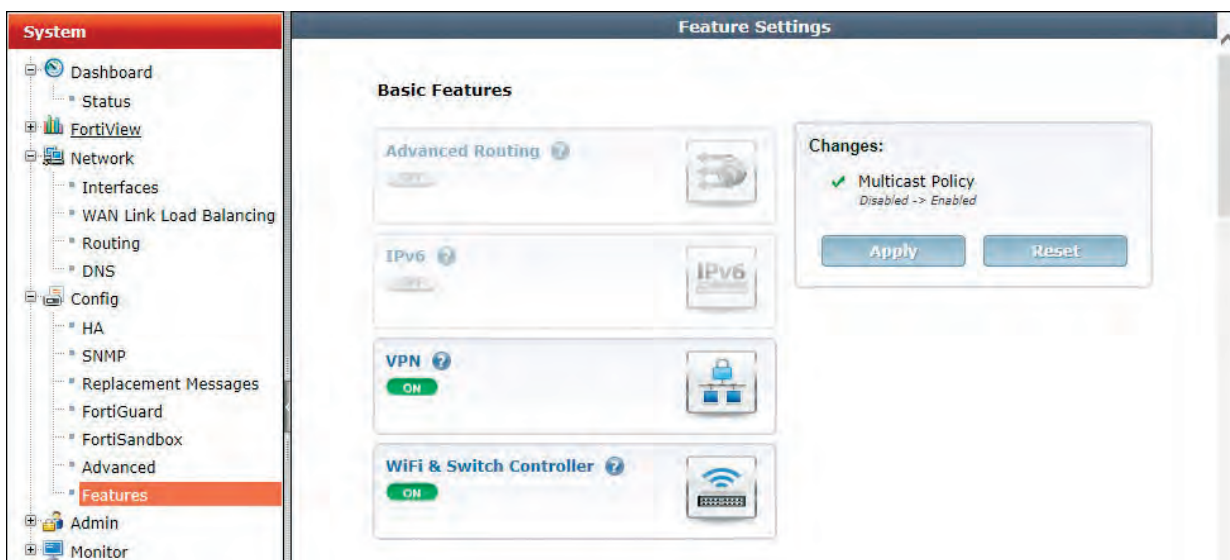 System
Dashboard
Status
FortiView
Network
Interfaces
WAN Link Load Balancing
Routing
DNS
Config
HA
SNMP
Replacement Messages
FortiGuard
FortiSandbox
Advanced
Features
Admin
Monitor
Feature Settings
Basic Features
Advanced Routing
OFF
IPv6
OFF
IPv6
VPN
ON
WiFi & Switch Controller
ON
Changes:
Multicast Policy
Disabled -> Enabled
Apply
Reset